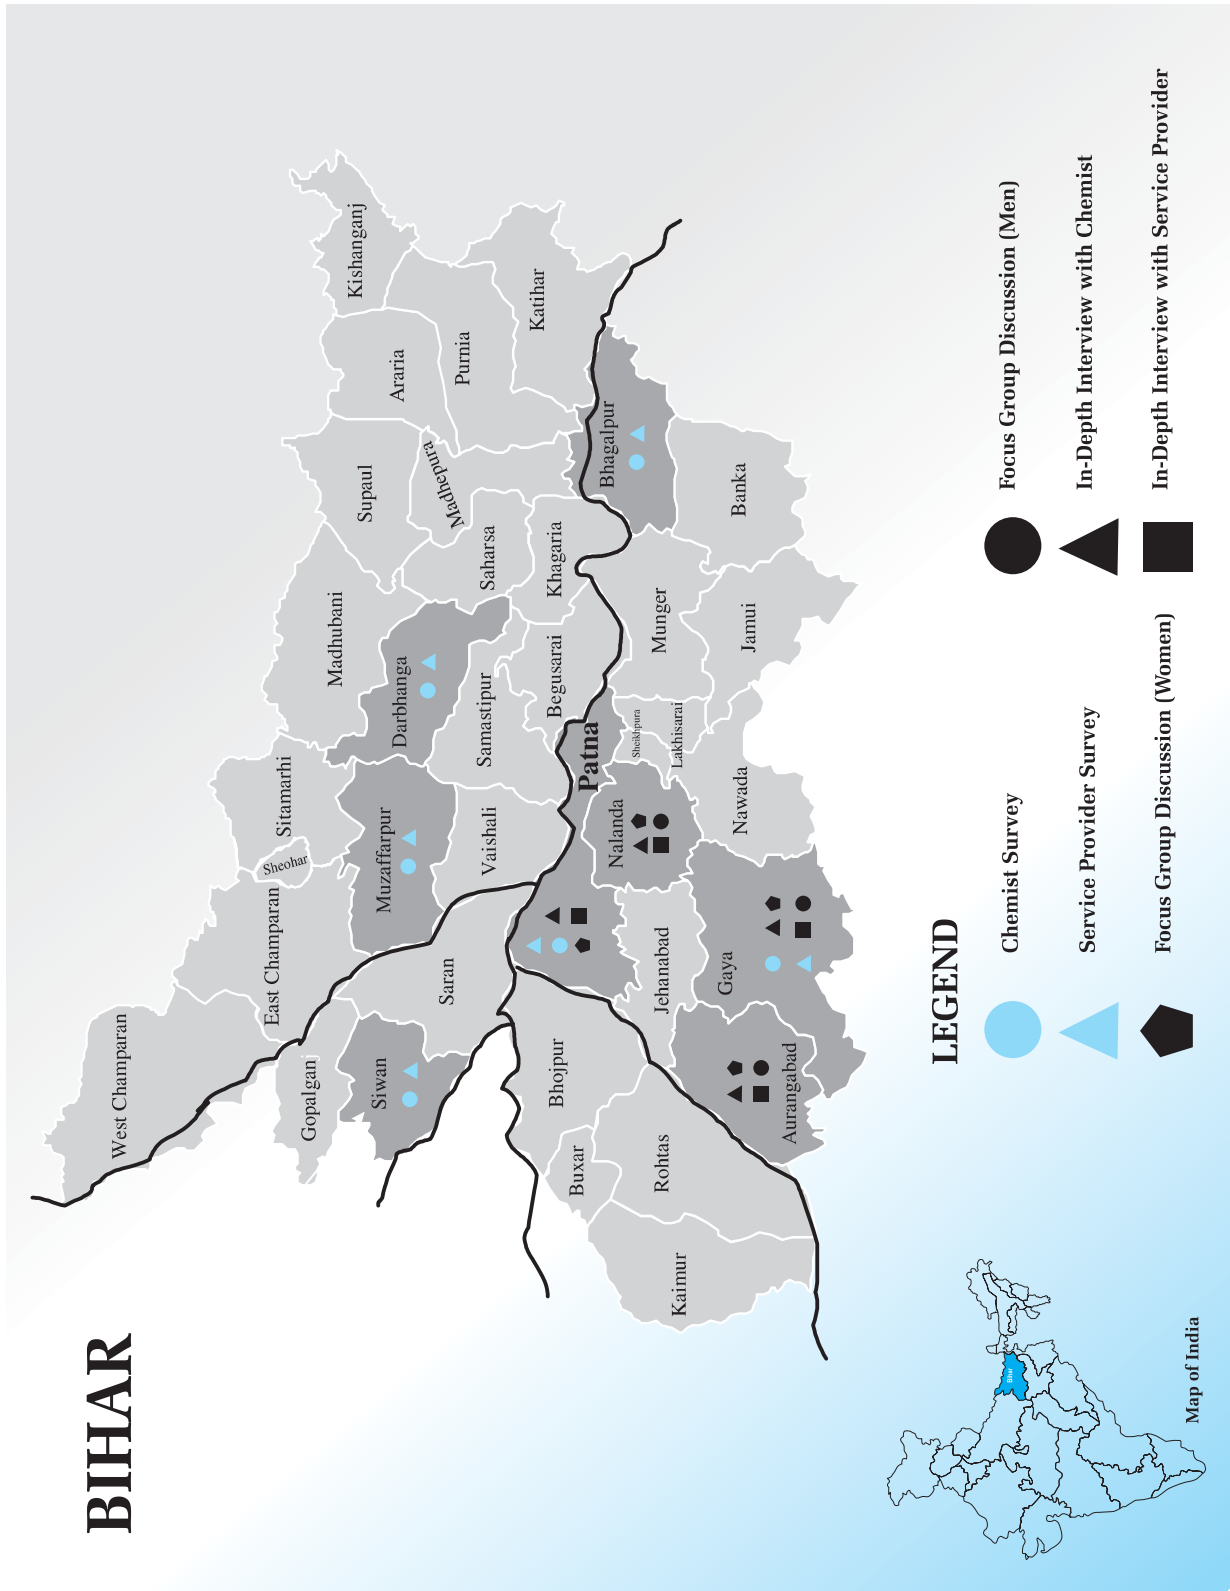 BIHAR
West Champaran
East Champaran
Sheohar
Sitamarhi
Gopalgan
Siwan
Saran
Muzaffarpur
Madhubani
Darbhanga
Supaul
Araria
Kishanganj
Purnia
Katihar
Madhepura
Saharsa
Samastipur
Vaishali
Begusarai
Khagaria
Bhagalpur
Banka
Munger
Jamui
Lakhisarai
Sheikhpura
Patna
Nalanda
Nawada
Gaya
Jehanabad
Aurangabad
Bhojpur
Buxar
Rohtas
Kaimur
Bihar
Map of India
LEGEND
Chemist Survey
Service Provider Survey
Focus Group Discussion (Women)
Focus Group Discussion (Men)
In-Depth Interview with Chemist
In-Depth Interview with Service Provider